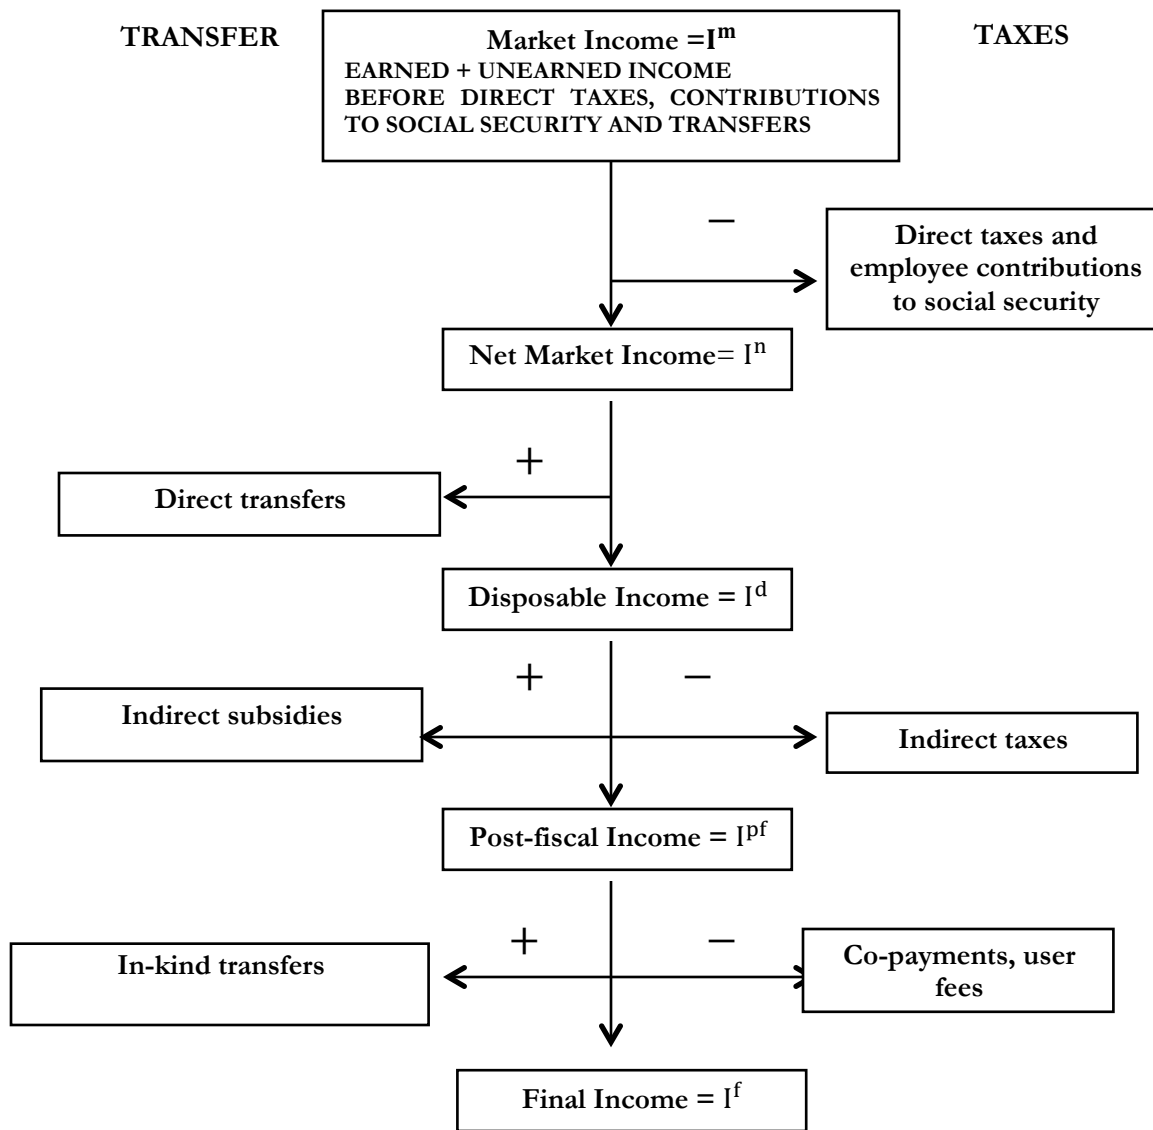 TRANSFER
Market Income =Iᵐ
TAXES
EARNED + UNEARNED INCOME
BEFORE DIRECT TAXES, CONTRIBUTIONS
TO SOCIAL SECURITY AND TRANSFERS
−
Direct taxes and
employee contributions
to social security
Net Market Income= Iⁿ
+
Direct transfers
Disposable Income = Iᵈ
+
−
Indirect subsidies
Indirect taxes
Post-fiscal Income = Iᵖᶠ
+
−
In-kind transfers
Co-payments, user
fees
Final Income = Iᶠ